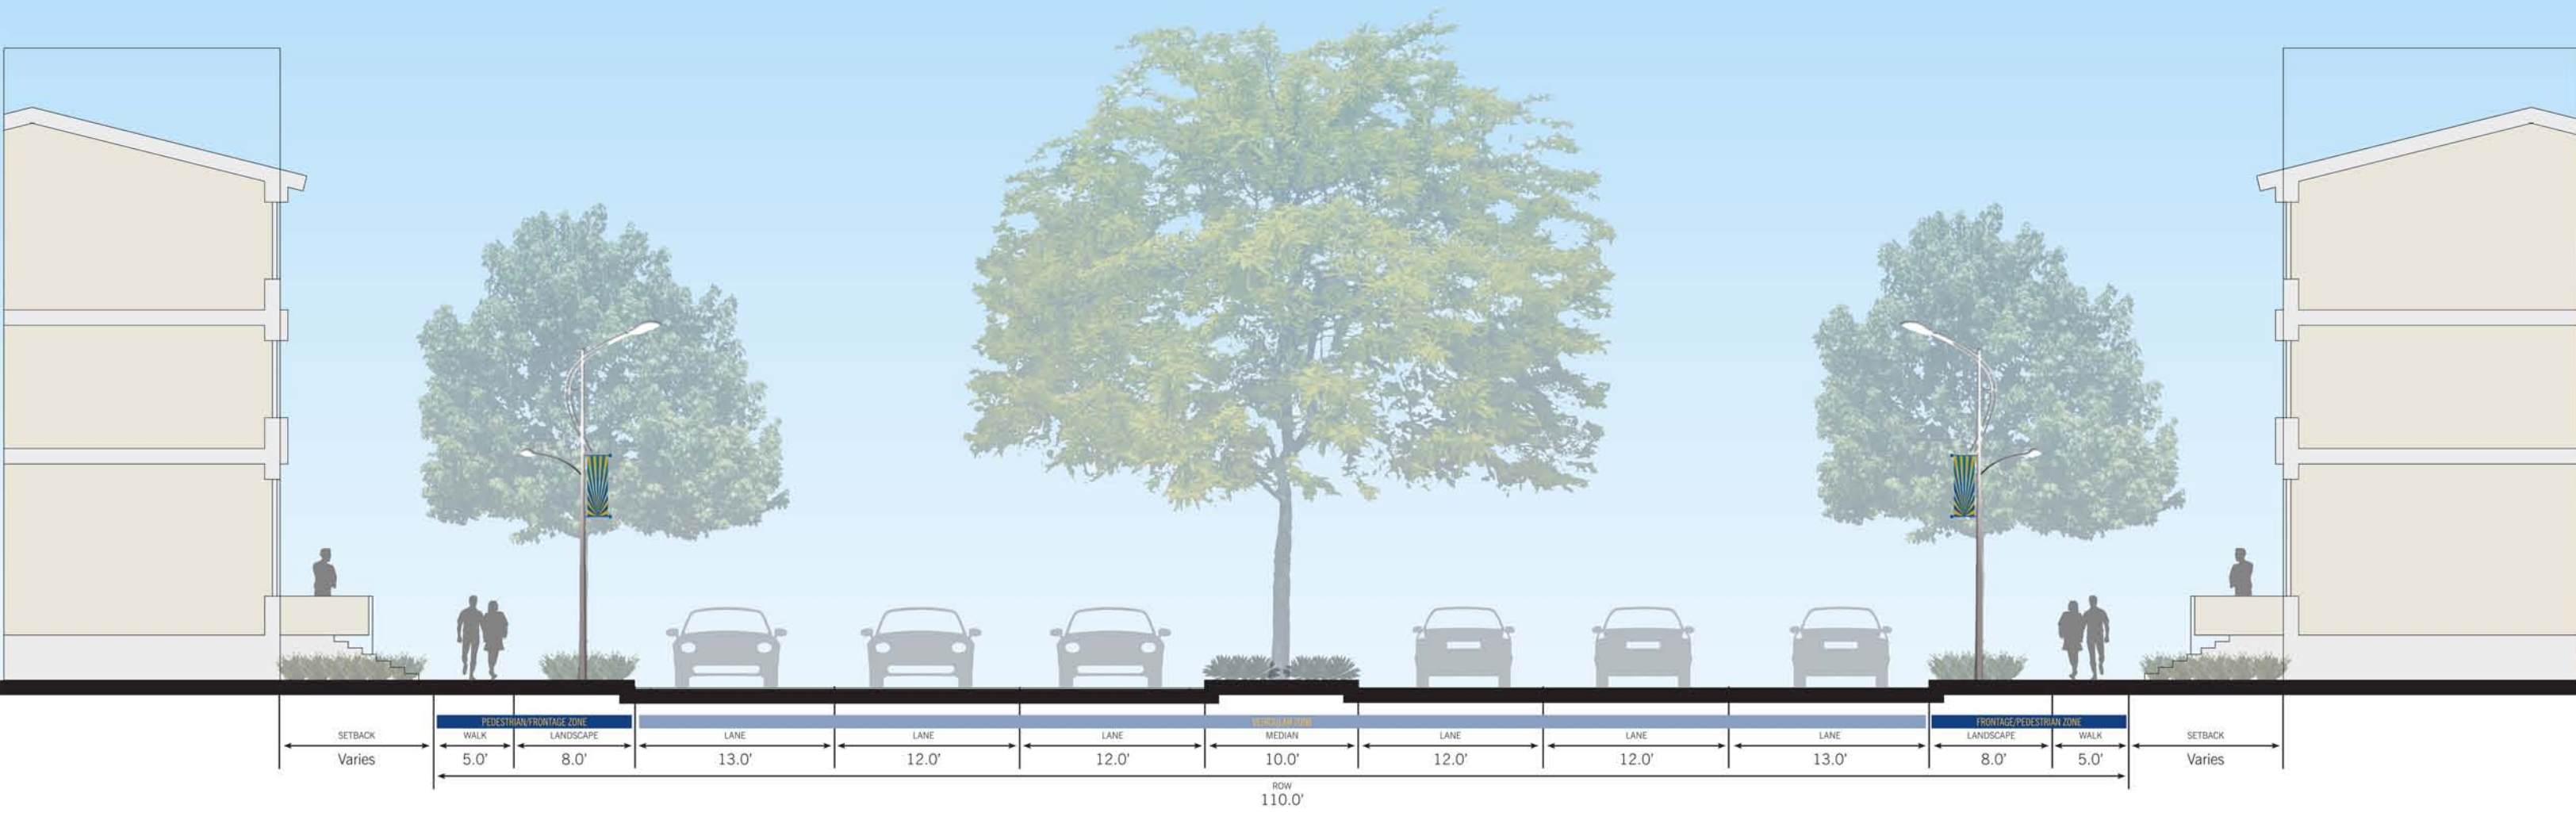 PEDESTRIAN/FRONTAGE ZONE VEHICULAR ZONE FRONTAGE/PEDESTRIAN ZONE
SETBACK WALK LANDSCAPE LANE LANE LANE MEDIAN LANE LANE LANE LANDSCAPE WALK SETBACK
Varies 5.0' 8.0' 13.0' 12.0' 12.0' 10.0' 12.0' 12.0' 13.0' 8.0' 5.0' Varies
ROW
110.0'